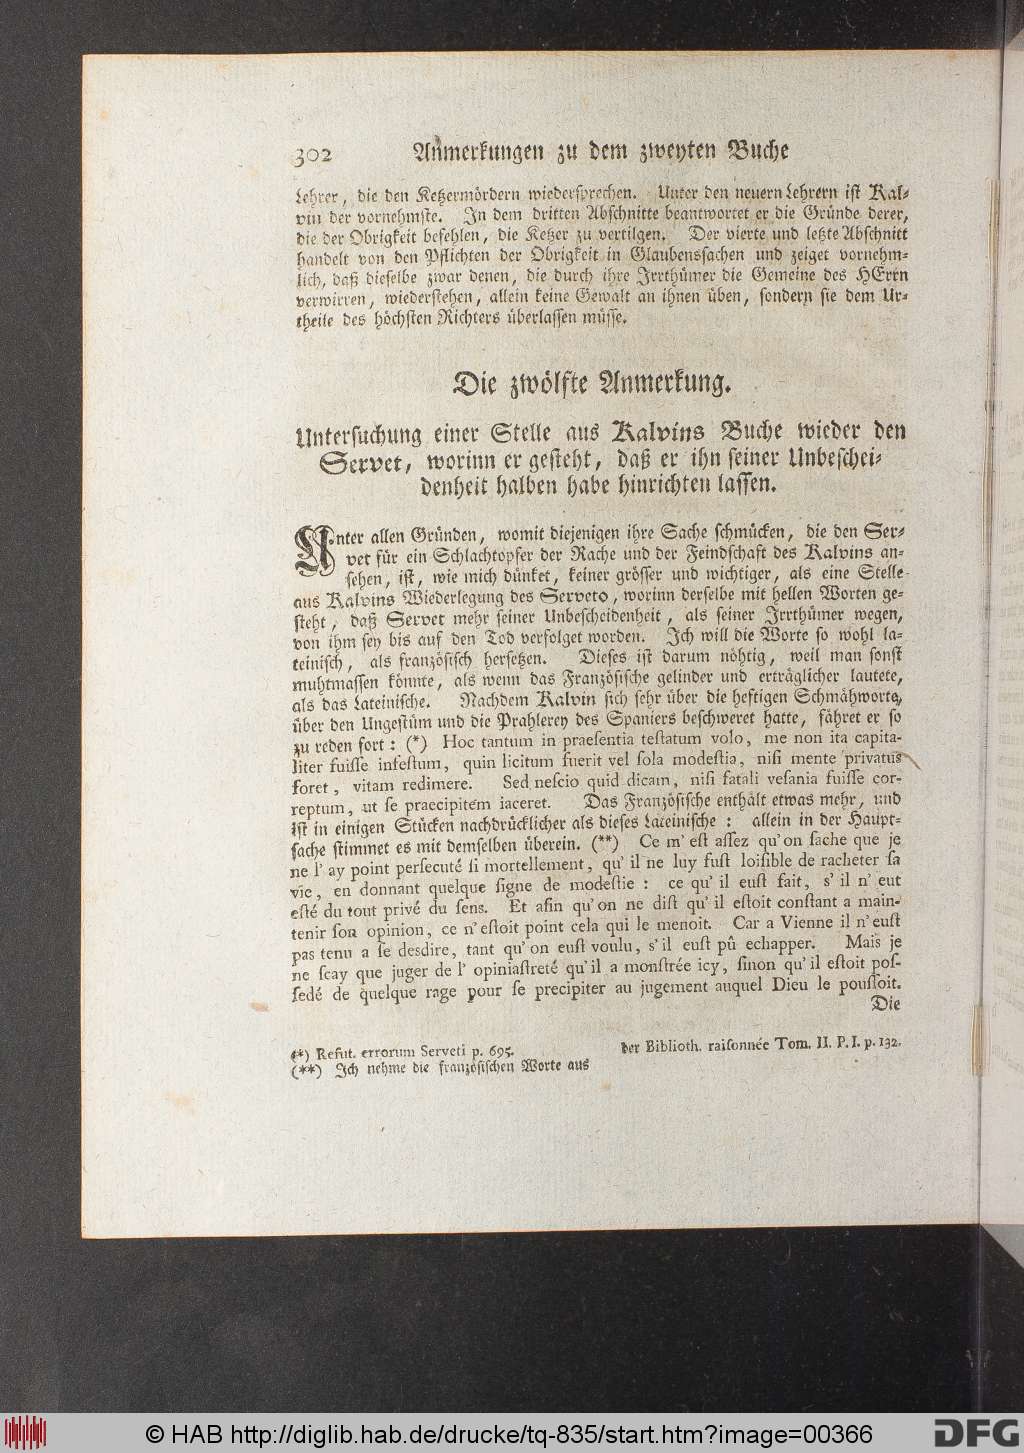 302 Anmerkungen zu dem zweyten Buche
Lehrer, die den Ketzermördern wiedersprechen. Unter den neuern Lehrern ist Kal-
vin der vornehmste. In dem dritten Abschnitte beantwortet er die Gründe derer,
die der Obrigkeit befehlen, die Ketzer zu vertilgen. Der vierte und letzte Abschnitt
handelt von den Pflichten der Obrigkeit in Glaubenssachen und zeiget vornehm-
lich, daß dieselbe zwar denen, die durch ihre Irrthümer die Gemeine des HErrn
verwirren, wiederstehen, allein keine Gewalt an ihnen üben, sondern sie dem Ur-
theile des höchsten Richters überlassen müsse.
Die zwölfte Anmerkung.
Untersuchung einer Stelle aus Kalvins Buche wieder den
Servet, worinn er gesteht, daß er ihn seiner Unbeschei-
denheit halben habe hinrichten lassen.
Unter allen Gründen, womit diejenigen ihre Sache schmücken, die den Ser-
vet für ein Schlachtopfer der Rache und der Feindschaft des Kalvins an-
sehen, ist, wie mich dünket, keiner grösser und wichtiger, als eine Stelle
aus Kalvins Wiederlegung des Serveto, worinn derselbe mit hellen Worten ge-
steht, daß Servet mehr seiner Unbescheidenheit, als seiner Irrthümer wegen,
von ihm sey bis auf den Tod verfolget worden. Ich will die Worte so wohl la-
teinisch, als französisch hersetzen. Dieses ist darum nöhtig, weil man sonst
muhtmassen könnte, als wenn das Französische gelinder und erträglicher lautete,
als das Lateinische. Nachdem Kalvin sich sehr über die heftigen Schmähworte,
über den Ungestüm und die Prahlerey des Spaniers beschweret hatte, fähret er so
zu reden fort: (*) Hoc tantum in praesentia testatum volo, me non ita capita-
liter fuisse infestum, quin licitum fuerit vel sola modestia, nisi mente privatus
foret, vitam redimere. Sed nescio quid dicam, nisi fatali vesania fuisse cor-
reptum, ut se praecipitem iaceret. Das Französische enthält etwas mehr, und
ist in einigen Stücken nachdrücklicher als dieses Lateinische: allein in der Haupt-
sache stimmet es mit demselben überein. (**) Ce m' est assez qu' on sache que je
ne l' ay point persecuté si mortellement, qu' il ne luy fust loisible de racheter sa
vie, en donnant quelque signe de modestie: ce qu' il eust fait, s' il n' eut
esté du tout privé du sens. Et afin qu' on ne dist qu' il estoit constant a main-
tenir son opinion, ce n' estoit point cela qui le menoit. Car a Vienne il n' eust
pas tenu a se desdire, tant qu' on eust voulu, s' il eust pû echapper. Mais je
ne scay que juger de l' opiniastreté qu' il a monstrée icy, sinon qu' il estoit pos-
sedé de quelque rage pour se precipiter au jugement auquel Dieu le poussoit.
Die
(*) Refut. errorum Serveti p. 695.
(**) Ich nehme die französischen Worte aus
der Biblioth. raisonnée Tom. II. P. I. p. 132.
© HAB http://diglib.hab.de/drucke/tq-835/start.htm?image=00366
DFG